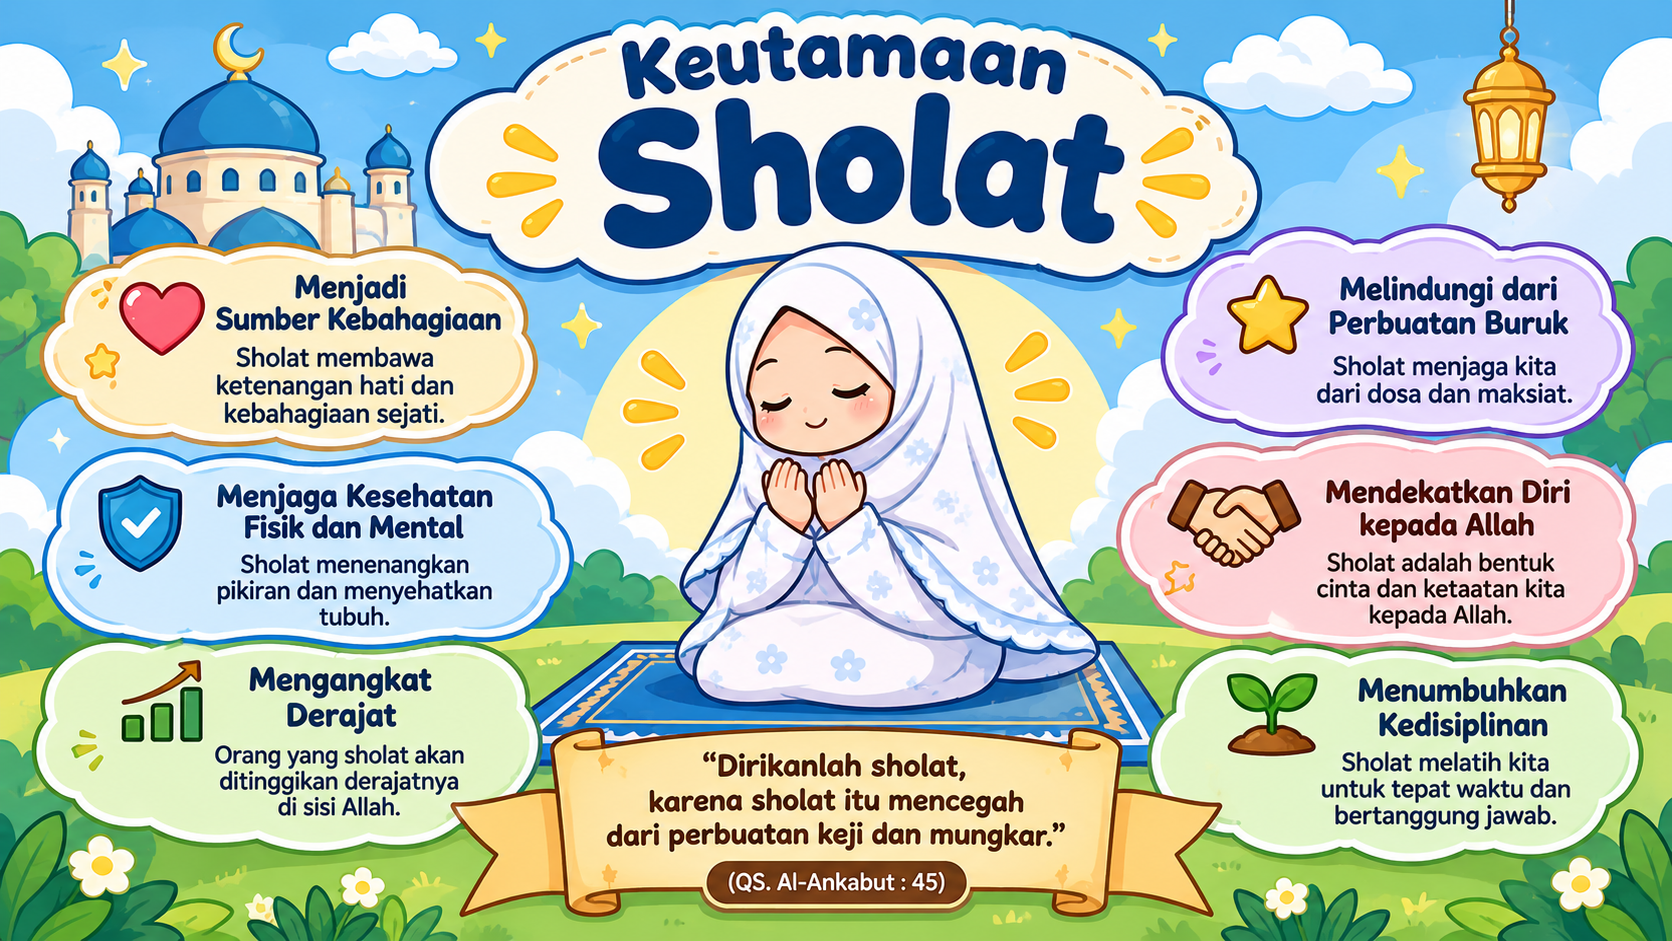 Keutamaan
Sholat
Menjadi
Sumber Kebahagiaan
Sholat membawa
ketenangan hati dan
kebahagiaan sejati.
Menjaga Kesehatan
Fisik dan Mental
Sholat menenangkan
pikiran dan menyehatkan
tubuh.
Mengangkat
Derajat
Orang yang sholat akan
ditinggikan derajatnya
di sisi Allah.
Melindungi dari
Perbuatan Buruk
Sholat menjaga kita
dari dosa dan maksiat.
Mendekatkan Diri
kepada Allah
Sholat adalah bentuk
cinta dan ketaatan kita
kepada Allah.
Menumbuhkan
Kedisiplinan
Sholat melatih kita
untuk tepat waktu dan
bertanggung jawab.
“Dirikanlah sholat,
karena sholat itu mencegah
dari perbuatan keji dan mungkar.”
(QS. Al-Ankabut : 45)